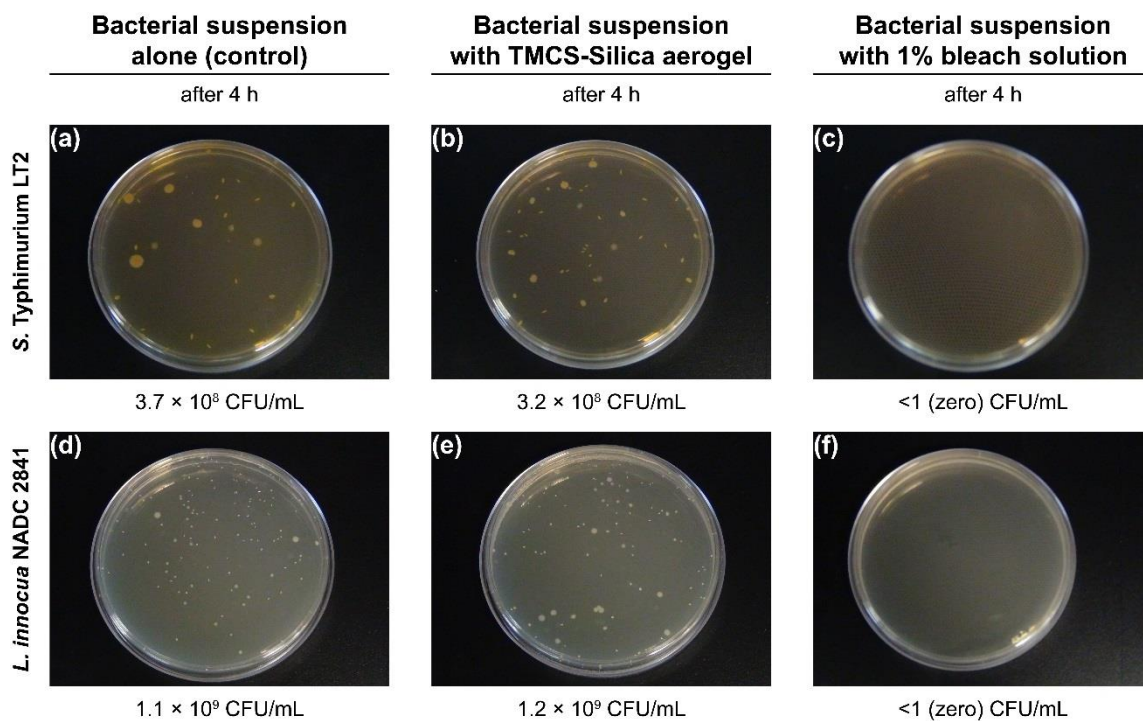 Bacterial suspension
alone (control)
after 4 h
Bacterial suspension
with TMCS-Silica aerogel
after 4 h
Bacterial suspension
with 1% bleach solution
after 4 h
S. Typhimurium LT2
(a)
(b)
(c)
3.7 × 10⁸ CFU/mL
3.2 × 10⁸ CFU/mL
<1 (zero) CFU/mL
L. innocua NADC 2841
(d)
(e)
(f)
1.1 × 10⁹ CFU/mL
1.2 × 10⁹ CFU/mL
<1 (zero) CFU/mL